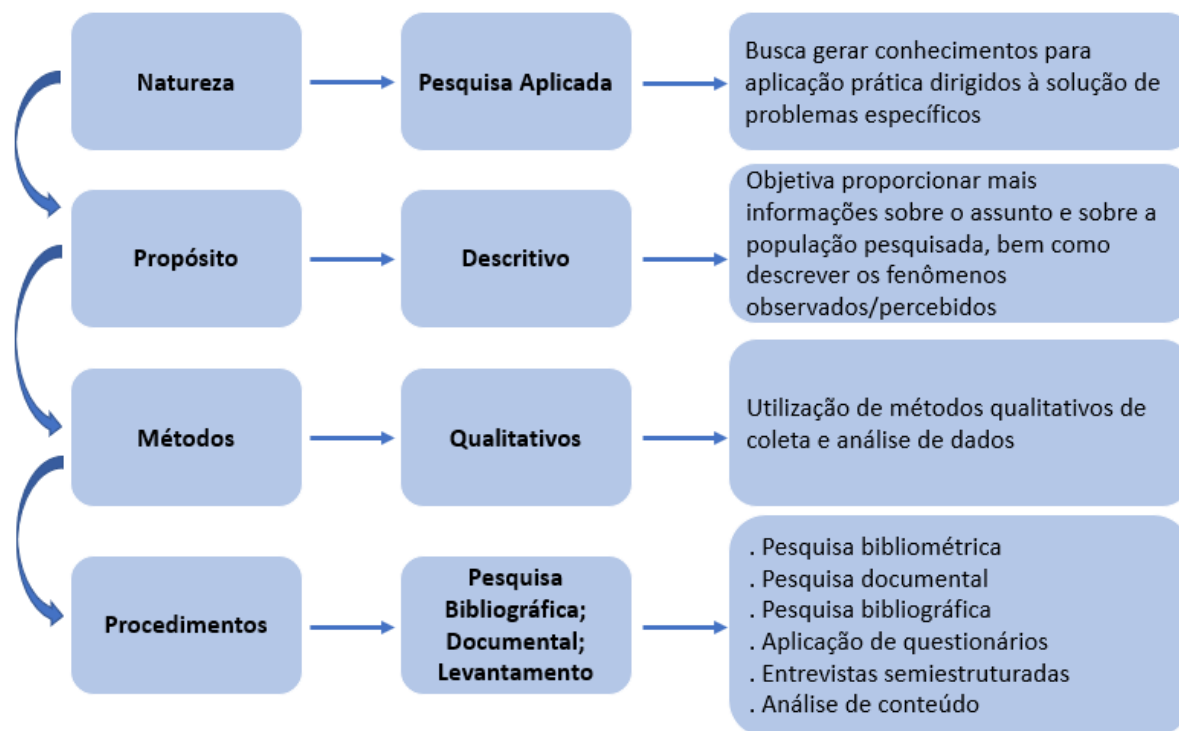 Natureza
Pesquisa Aplicada
Busca gerar conhecimentos para
aplicação prática dirigidos à solução de
problemas específicos
Propósito
Descritivo
Objetiva proporcionar mais
informações sobre o assunto e sobre a
população pesquisada, bem como
descrever os fenômenos
observados/percebidos
Métodos
Qualitativos
Utilização de métodos qualitativos de
coleta e análise de dados
Procedimentos
Pesquisa
Bibliográfica;
Documental;
Levantamento
. Pesquisa bibliométrica
. Pesquisa documental
. Pesquisa bibliográfica
. Aplicação de questionários
. Entrevistas semiestruturadas
. Análise de conteúdo